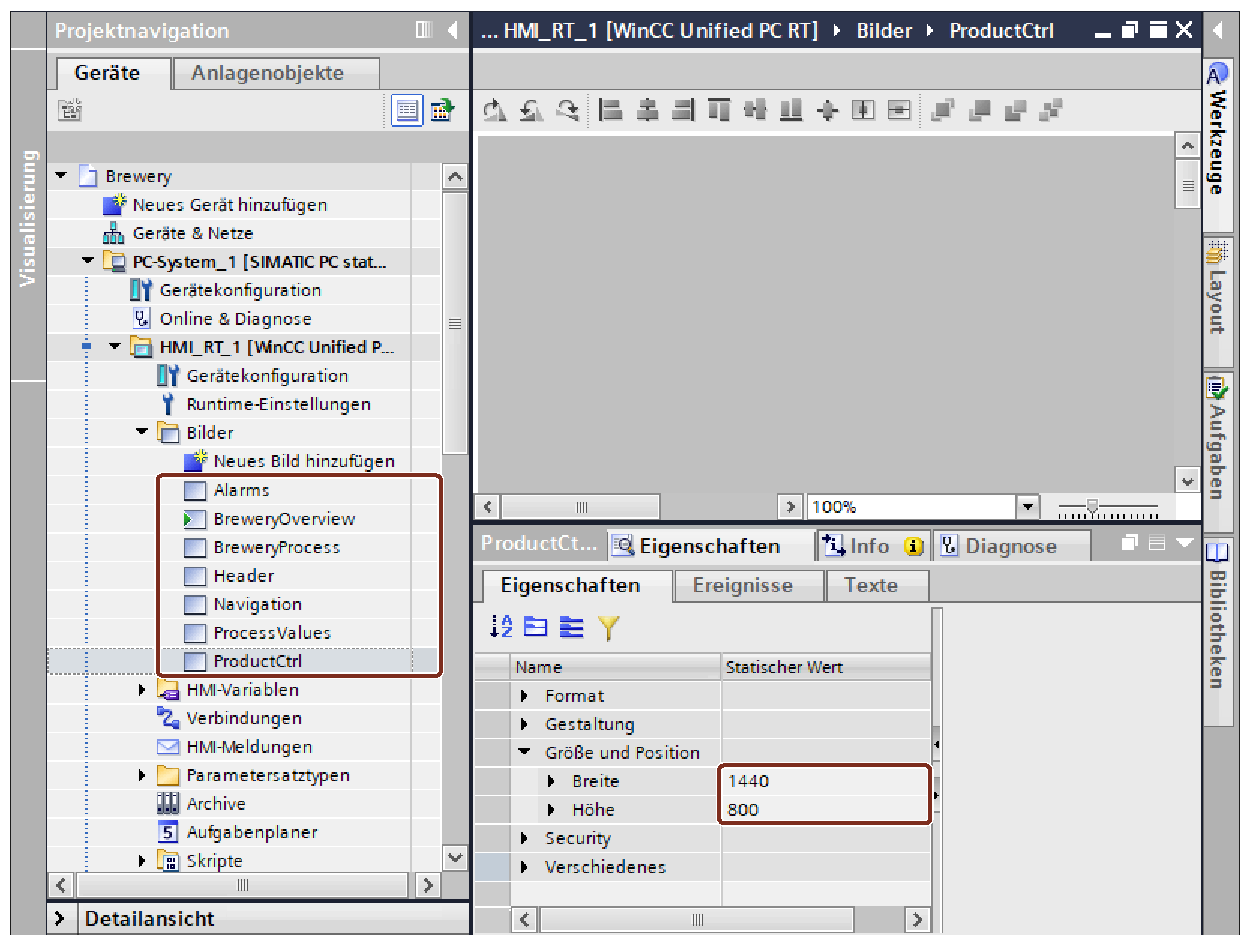 Projektnavigation
Geräte
Anlagenobjekte
Visualisierung
Brewery
Neues Gerät hinzufügen
Geräte & Netze
PC-System_1 [SIMATIC PC stat...
Gerätekonfiguration
Online & Diagnose
HMI_RT_1 [WinCC Unified P...
Gerätekonfiguration
Runtime-Einstellungen
Bilder
Neues Bild hinzufügen
Alarms
BreweryOverview
BreweryProcess
Header
Navigation
ProcessValues
ProductCtrl
HMI-Variablen
Verbindungen
HMI-Meldungen
Parametersatztypen
Archive
Aufgabenplaner
Skripte
Detailansicht
... HMI_RT_1 [WinCC Unified PC RT] Bilder ProductCtrl
100%
ProductCt...
Eigenschaften
Info
Diagnose
Eigenschaften
Ereignisse
Texte
Name Statischer Wert
Format
Gestaltung
Größe und Position
Breite 1440
Höhe 800
Security
Verschiedenes
Werkzeuge
Layout
Aufgaben
Bibliotheken